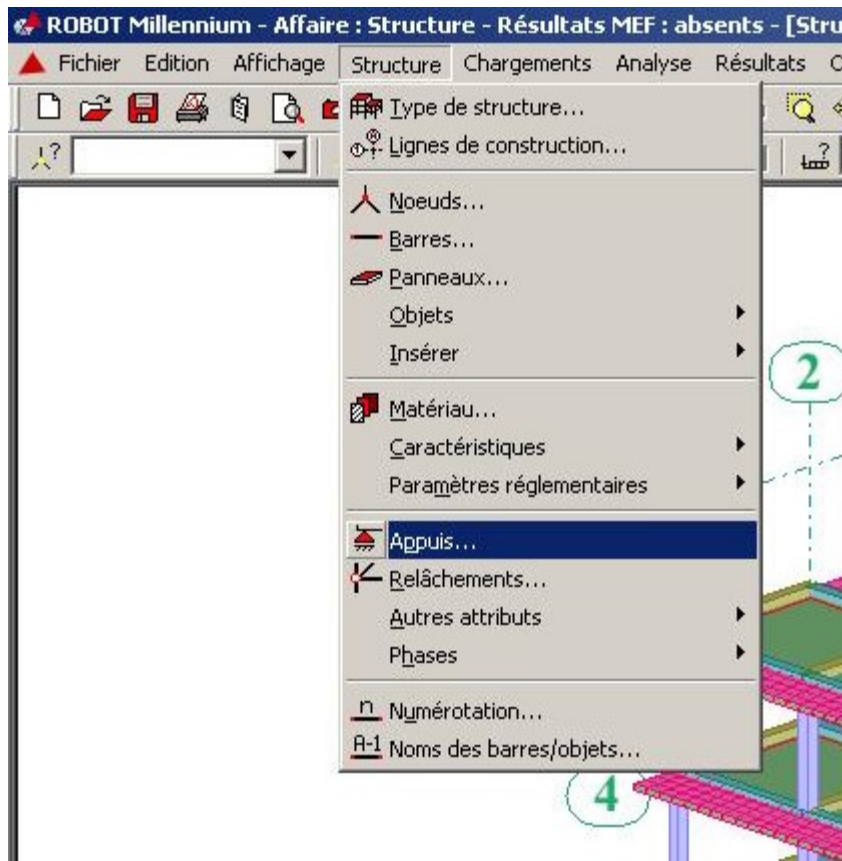 ROBOT Millennium - Affaire : Structure - Résultats MEF : absents - [Stru
Fichier Edition Affichage Structure Chargements Analyse Résultats
Type de structure...
Lignes de construction...
Noeuds...
Barres...
Panneaux...
Objets
Insérer
2
Matériau...
Caractéristiques
Paramètres réglementaires
Appuis...
Relâchements...
Autres attributs
Phases
n Numérotation...
A-1 Noms des barres/objets...
4